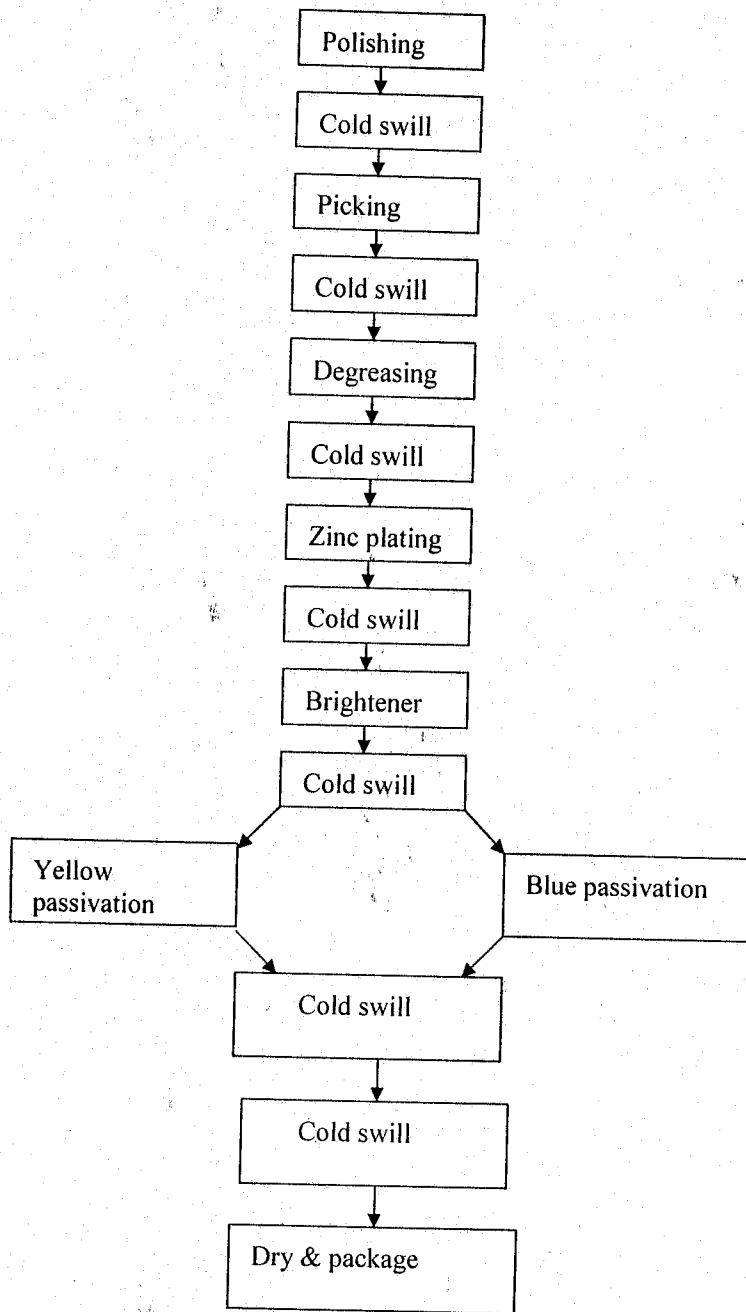 Polishing
Cold swill
Picking
Cold swill
Degreasing
Cold swill
Zinc plating
Cold swill
Brightener
Cold swill
Yellow
passivation
Blue passivation
Cold swill
Cold swill
Dry & package